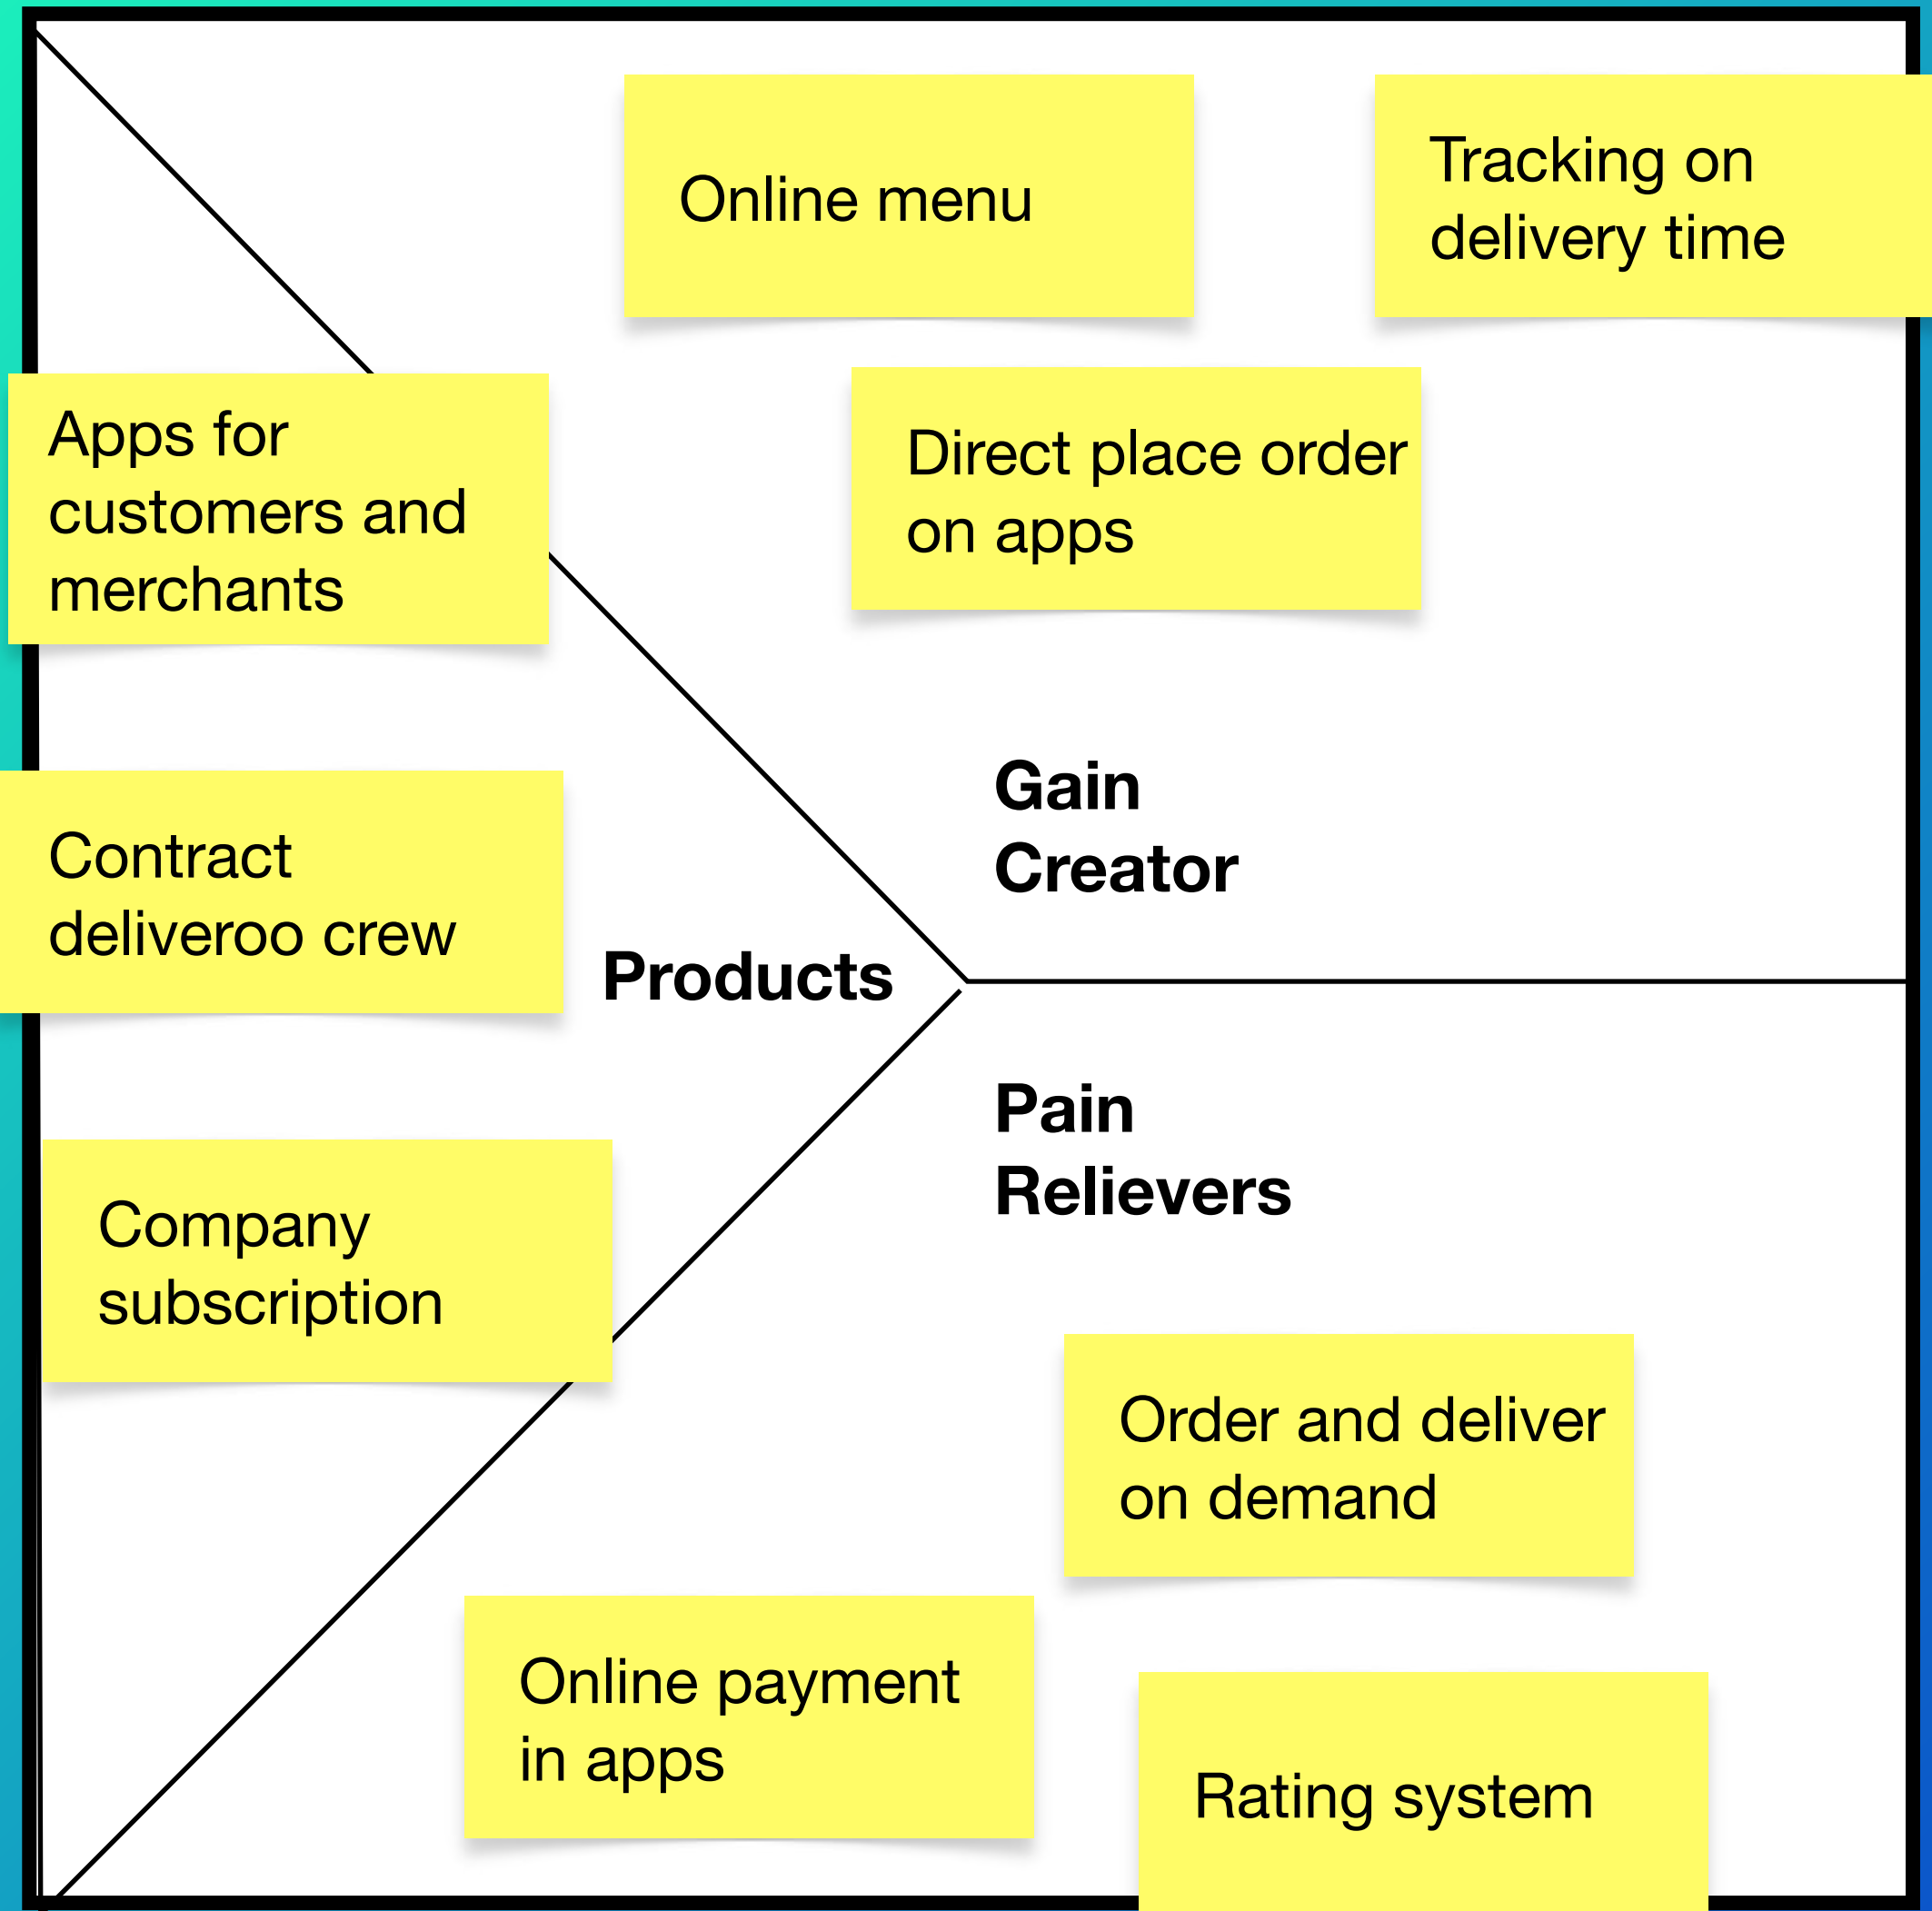 Online menu
Tracking on
delivery time
Apps for
customers and
merchants
Direct place order
on apps
Gain
Creator
Contract
deliveroo crew
Products
Pain
Relievers
Company
subscription
Order and deliver
on demand
Online payment
in apps
Rating system